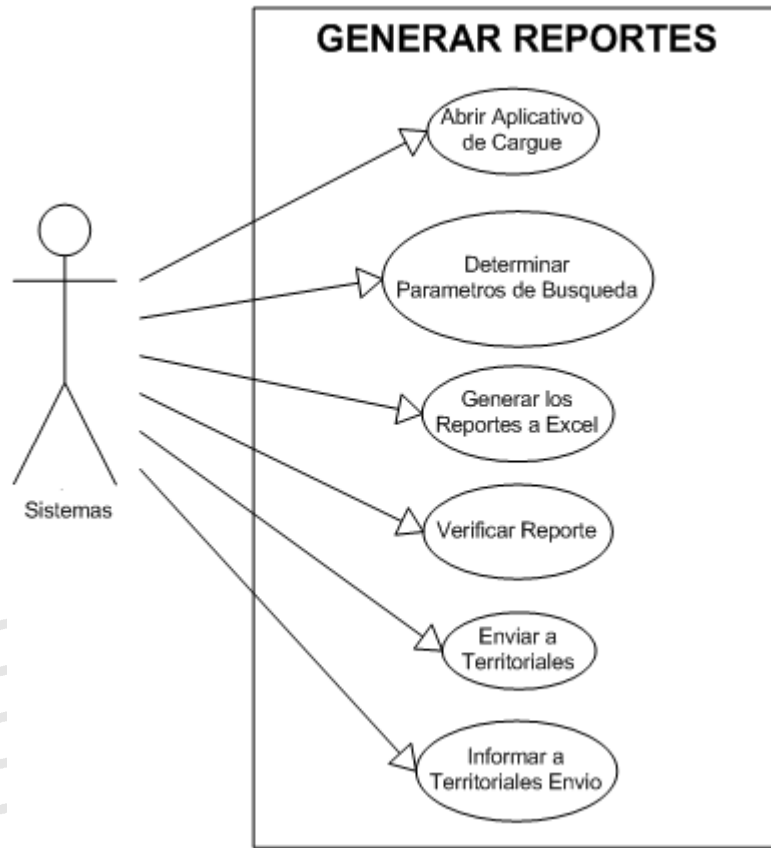 GENERAR REPORTES
Abrir Aplicativo
de Cargue
Determinar
Parametros de Busqueda
Generar los
Reportes a Excel
Verificar Reporte
Enviar a
Territoriales
Informar a
Territoriales Envio
Sistemas